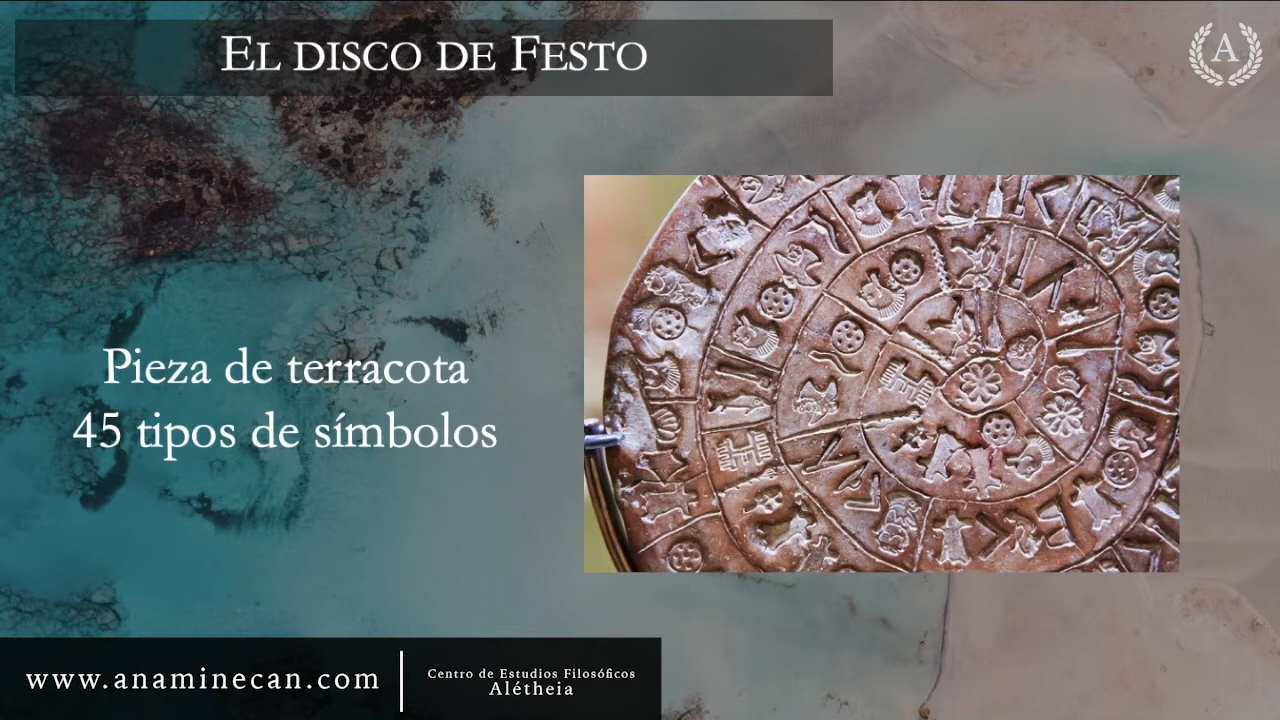 El disco de Festo
A
Pieza de terracota
45 tipos de símbolos
www.anaminecan.com
Centro de Estudios Filosóficos
Alétheia